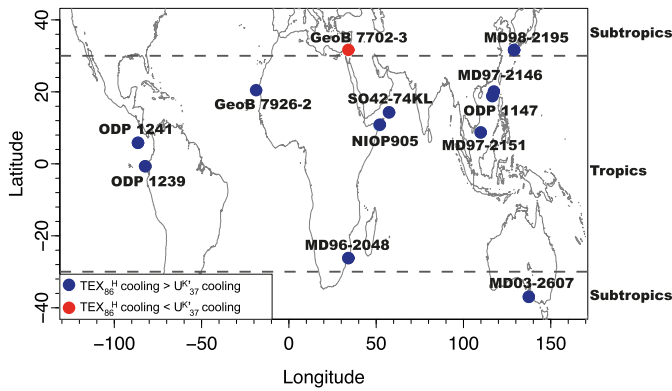 40
20
0
−20
−40
Latitude
GeoB 7702-3
MD98-2195
Subtropics
MD97-2146
GeoB 7926-2
SO42-74KL
ODP 1147
ODP 1241
NIOP905
MD97-2151
Tropics
ODP 1239
MD96-2048
MD03-2607
Subtropics
TEX86H cooling > UK'37 cooling
TEX86H cooling < UK'37 cooling
−100
−50
0
50
100
150
Longitude